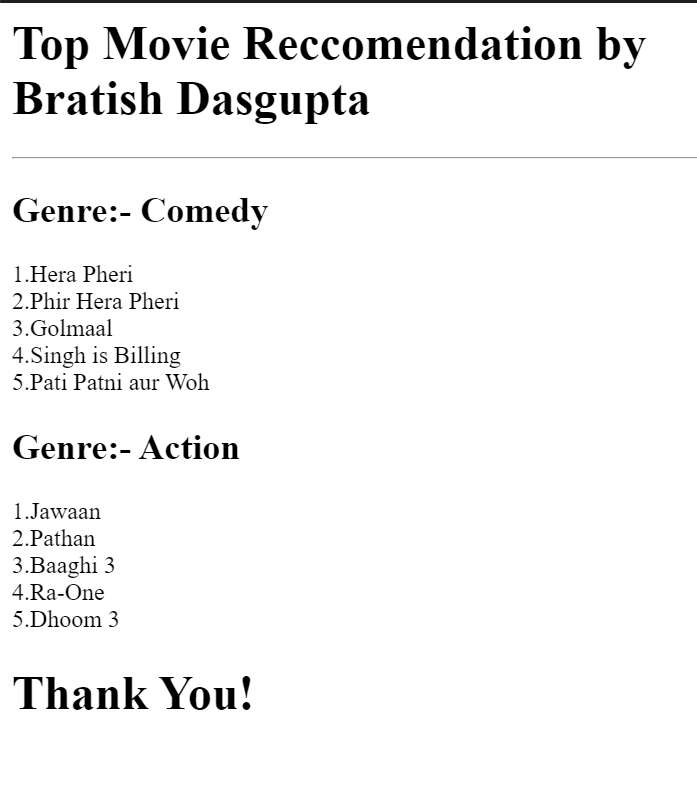 Top Movie Reccomendation by
Bratish Dasgupta
Genre:- Comedy
1.Hera Pheri
2.Phir Hera Pheri
3.Golmaal
4.Singh is Billing
5.Pati Patni aur Woh
Genre:- Action
1.Jawaan
2.Pathan
3.Baaghi 3
4.Ra-One
5.Dhoom 3
Thank You!